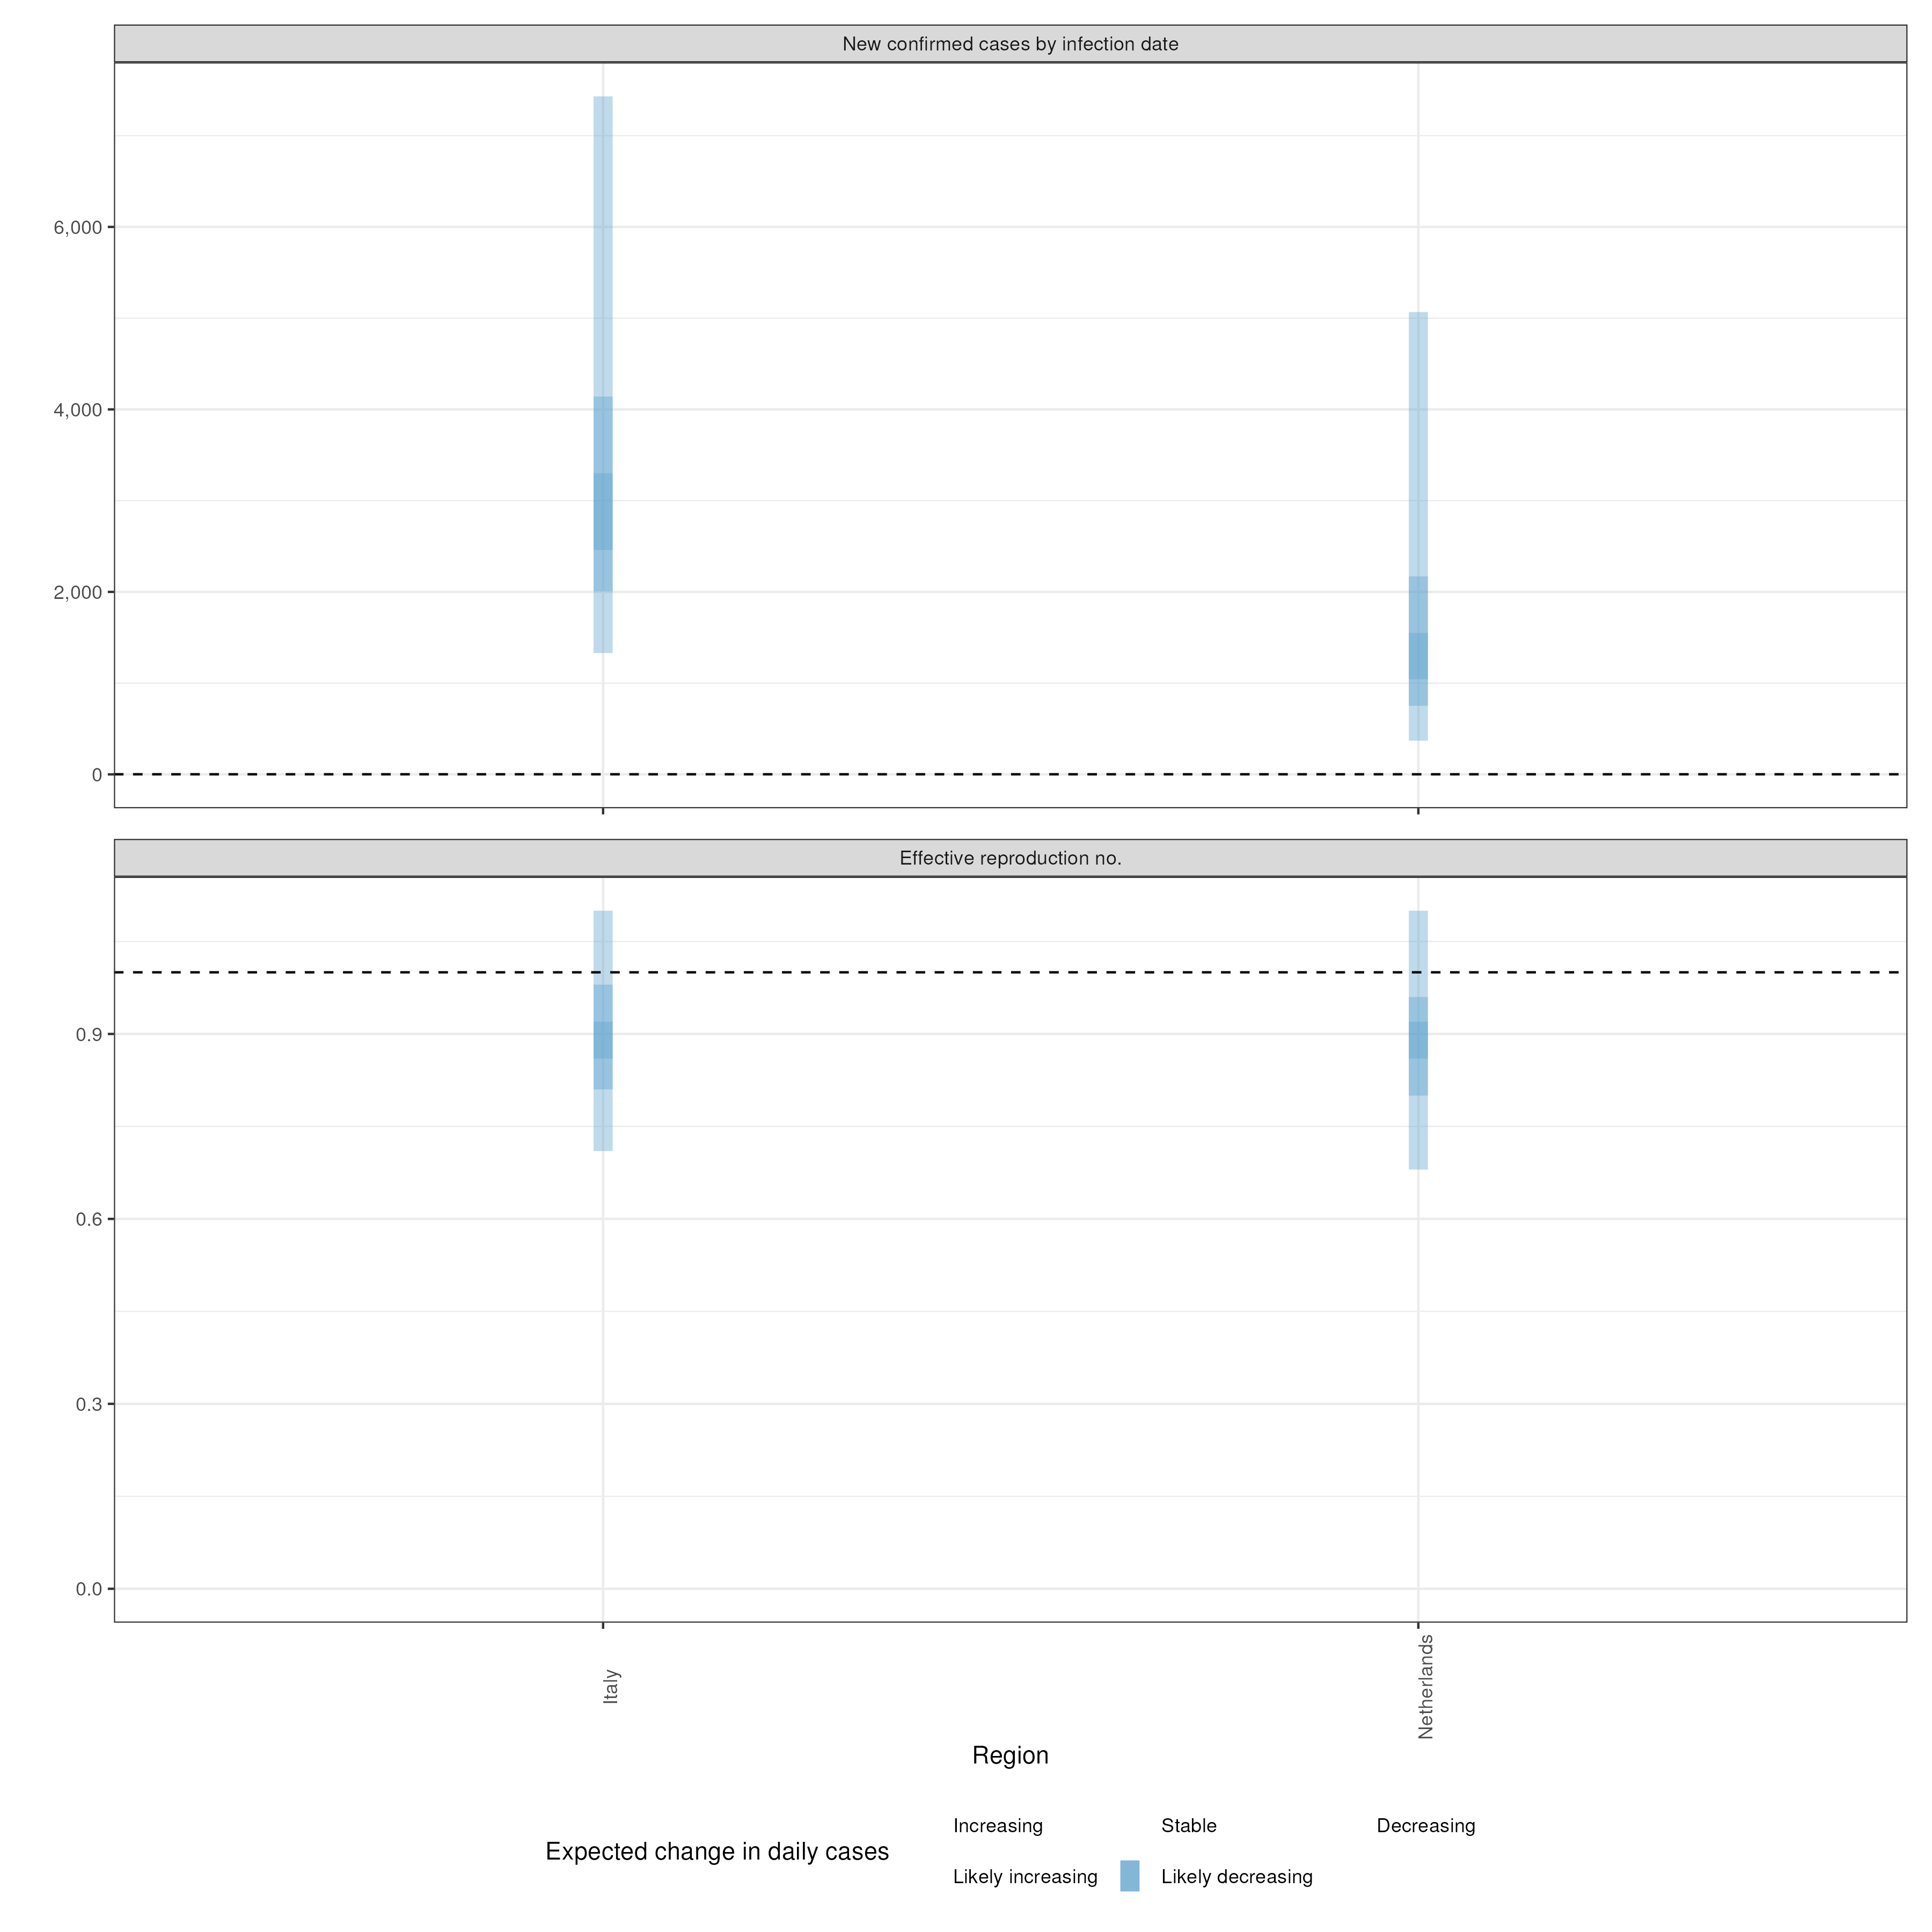 New confirmed cases by infection date
6,000
4,000
2,000
0
Effective reproduction no.
0.9
0.6
0.3
0.0
Italy
Netherlands
Region
Expected change in daily cases
Increasing
Stable
Decreasing
Likely increasing
Likely decreasing